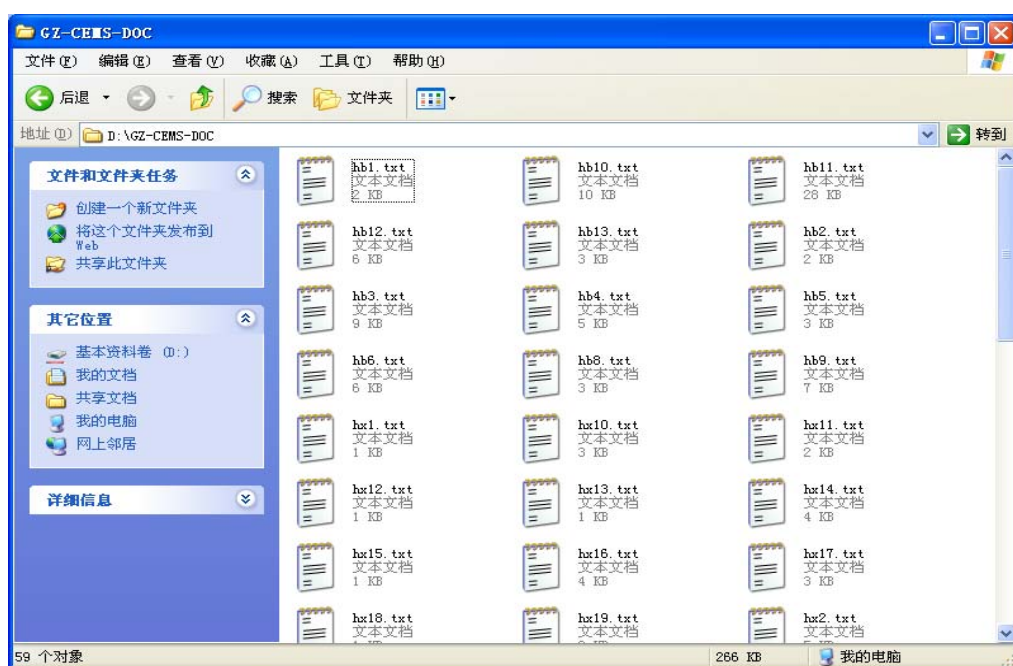 GZ-CEMS-DOC
文件(F) 编辑(E) 查看(V) 收藏(A) 工具(T) 帮助(H)
后退 搜索 文件夹
地址(D) D:\GZ-CEMS-DOC 转到
文件和文件夹任务
创建一个新文件夹
将这个文件夹发布到
Web
共享此文件夹
其它位置
基本资料卷 (D:)
我的文档
共享文档
我的电脑
网上邻居
详细信息
hb1.txt
文本文档
2 KB
hb10.txt
文本文档
10 KB
hb11.txt
文本文档
28 KB
hb12.txt
文本文档
6 KB
hb13.txt
文本文档
3 KB
hb2.txt
文本文档
2 KB
hb3.txt
文本文档
9 KB
hb4.txt
文本文档
5 KB
hb5.txt
文本文档
3 KB
hb6.txt
文本文档
6 KB
hb8.txt
文本文档
3 KB
hb9.txt
文本文档
7 KB
hx1.txt
文本文档
1 KB
hx10.txt
文本文档
3 KB
hx11.txt
文本文档
2 KB
hx12.txt
文本文档
1 KB
hx13.txt
文本文档
1 KB
hx14.txt
文本文档
4 KB
hx15.txt
文本文档
1 KB
hx16.txt
文本文档
4 KB
hx17.txt
文本文档
3 KB
hx18.txt
文本文档
hx19.txt
文本文档
hx2.txt
文本文档
59 个对象 266 KB 我的电脑